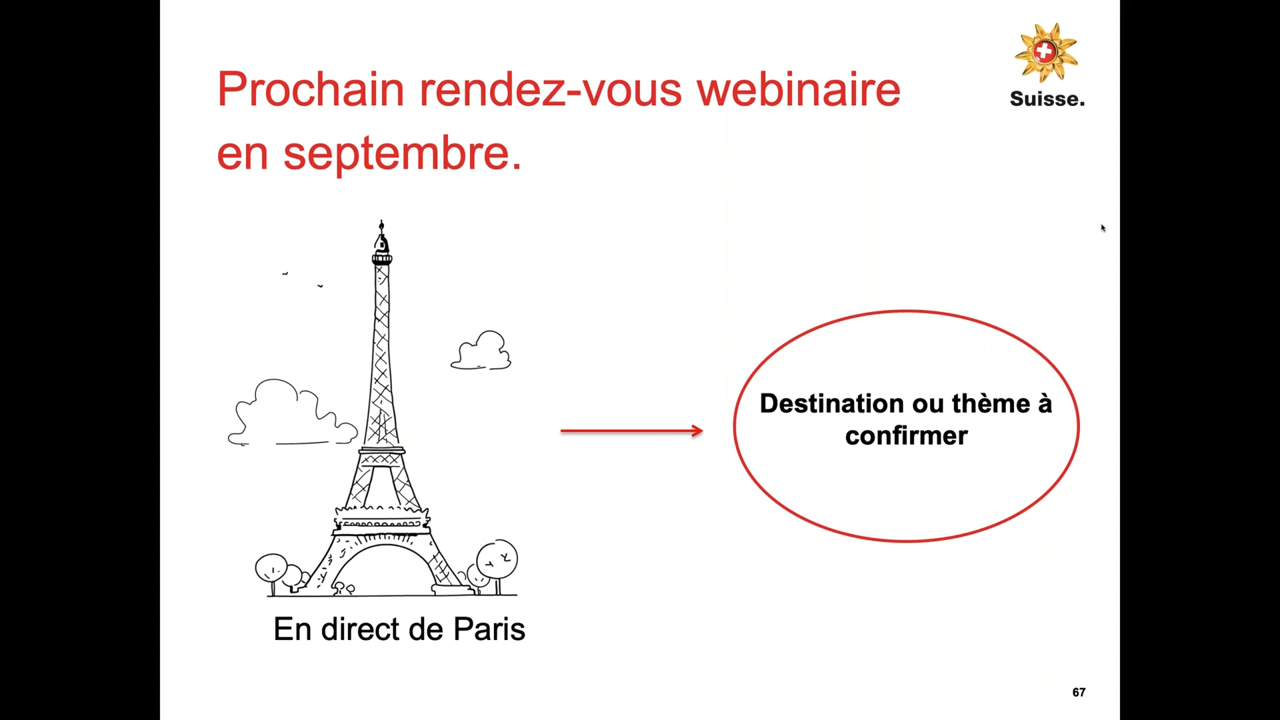 Prochain rendez-vous webinaire
en septembre.
Suisse.
Destination ou thème à
confirmer
En direct de Paris
67